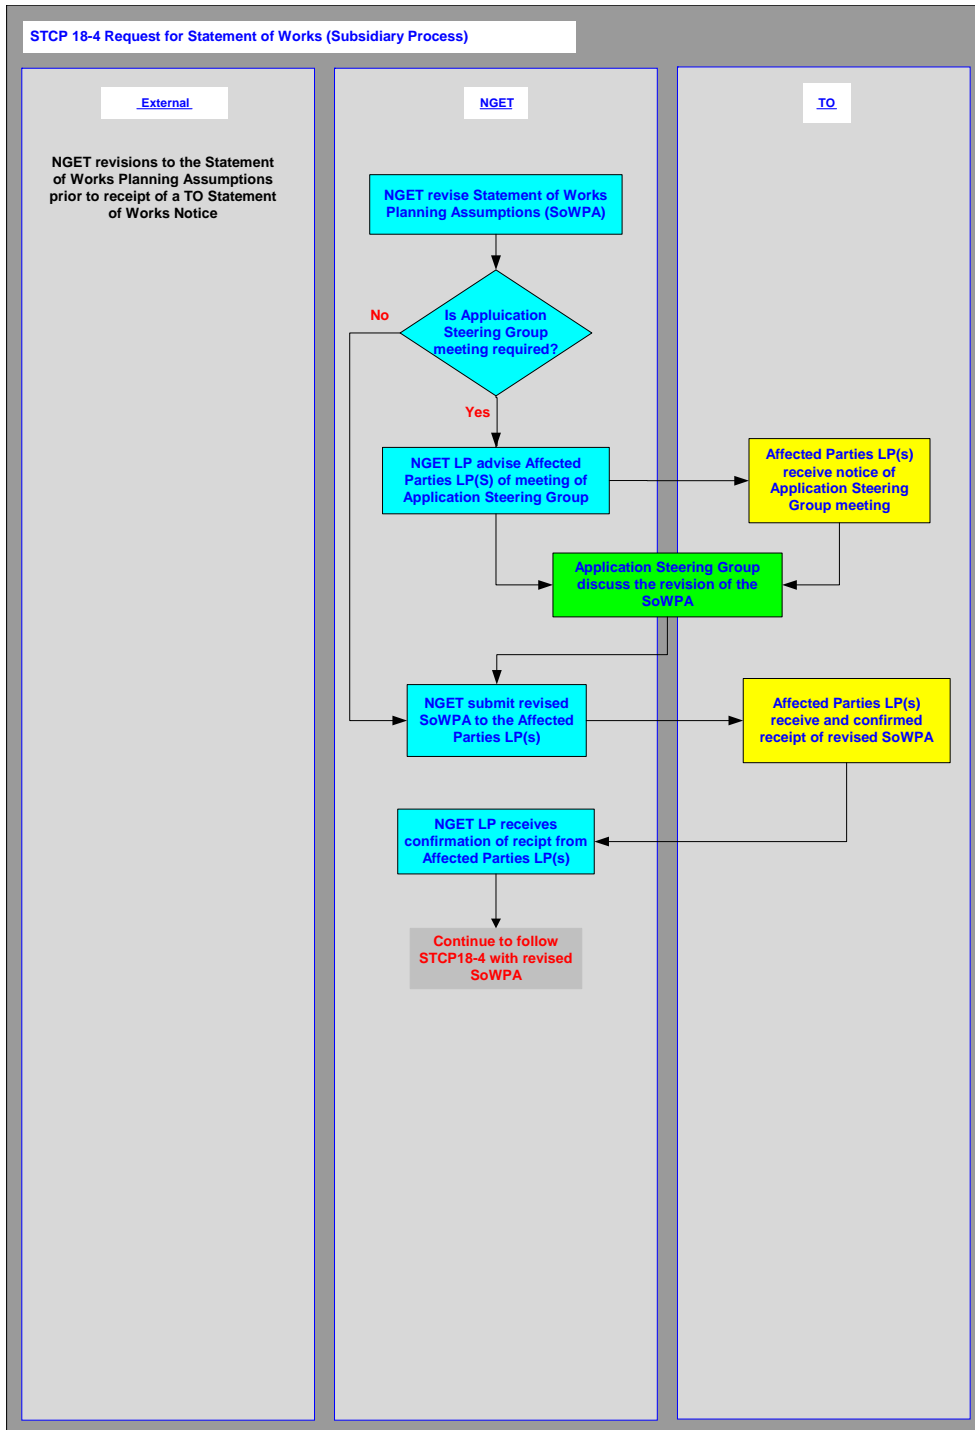 STCP 18-4 Request for Statement of Works (Subsidiary Process)
External
NGET
TO
NGET revisions to the Statement
of Works Planning Assumptions
prior to receipt of a TO Statement
of Works Notice
NGET revise Statement of Works
Planning Assumptions (SoWPA)
No
Is Appluication
Steering Group
meeting required?
Yes
NGET LP advise Affected
Parties LP(S) of meeting of
Application Steering Group
Affected Parties LP(s)
receive notice of
Application Steering
Group meeting
Application Steering Group
discuss the revision of the
SoWPA
NGET submit revised
SoWPA to the Affected
Parties LP(s)
Affected Parties LP(s)
receive and confirmed
receipt of revised SoWPA
NGET LP receives
confirmation of recipt from
Affected Parties LP(s)
Continue to follow
STCP18-4 with revised
SoWPA